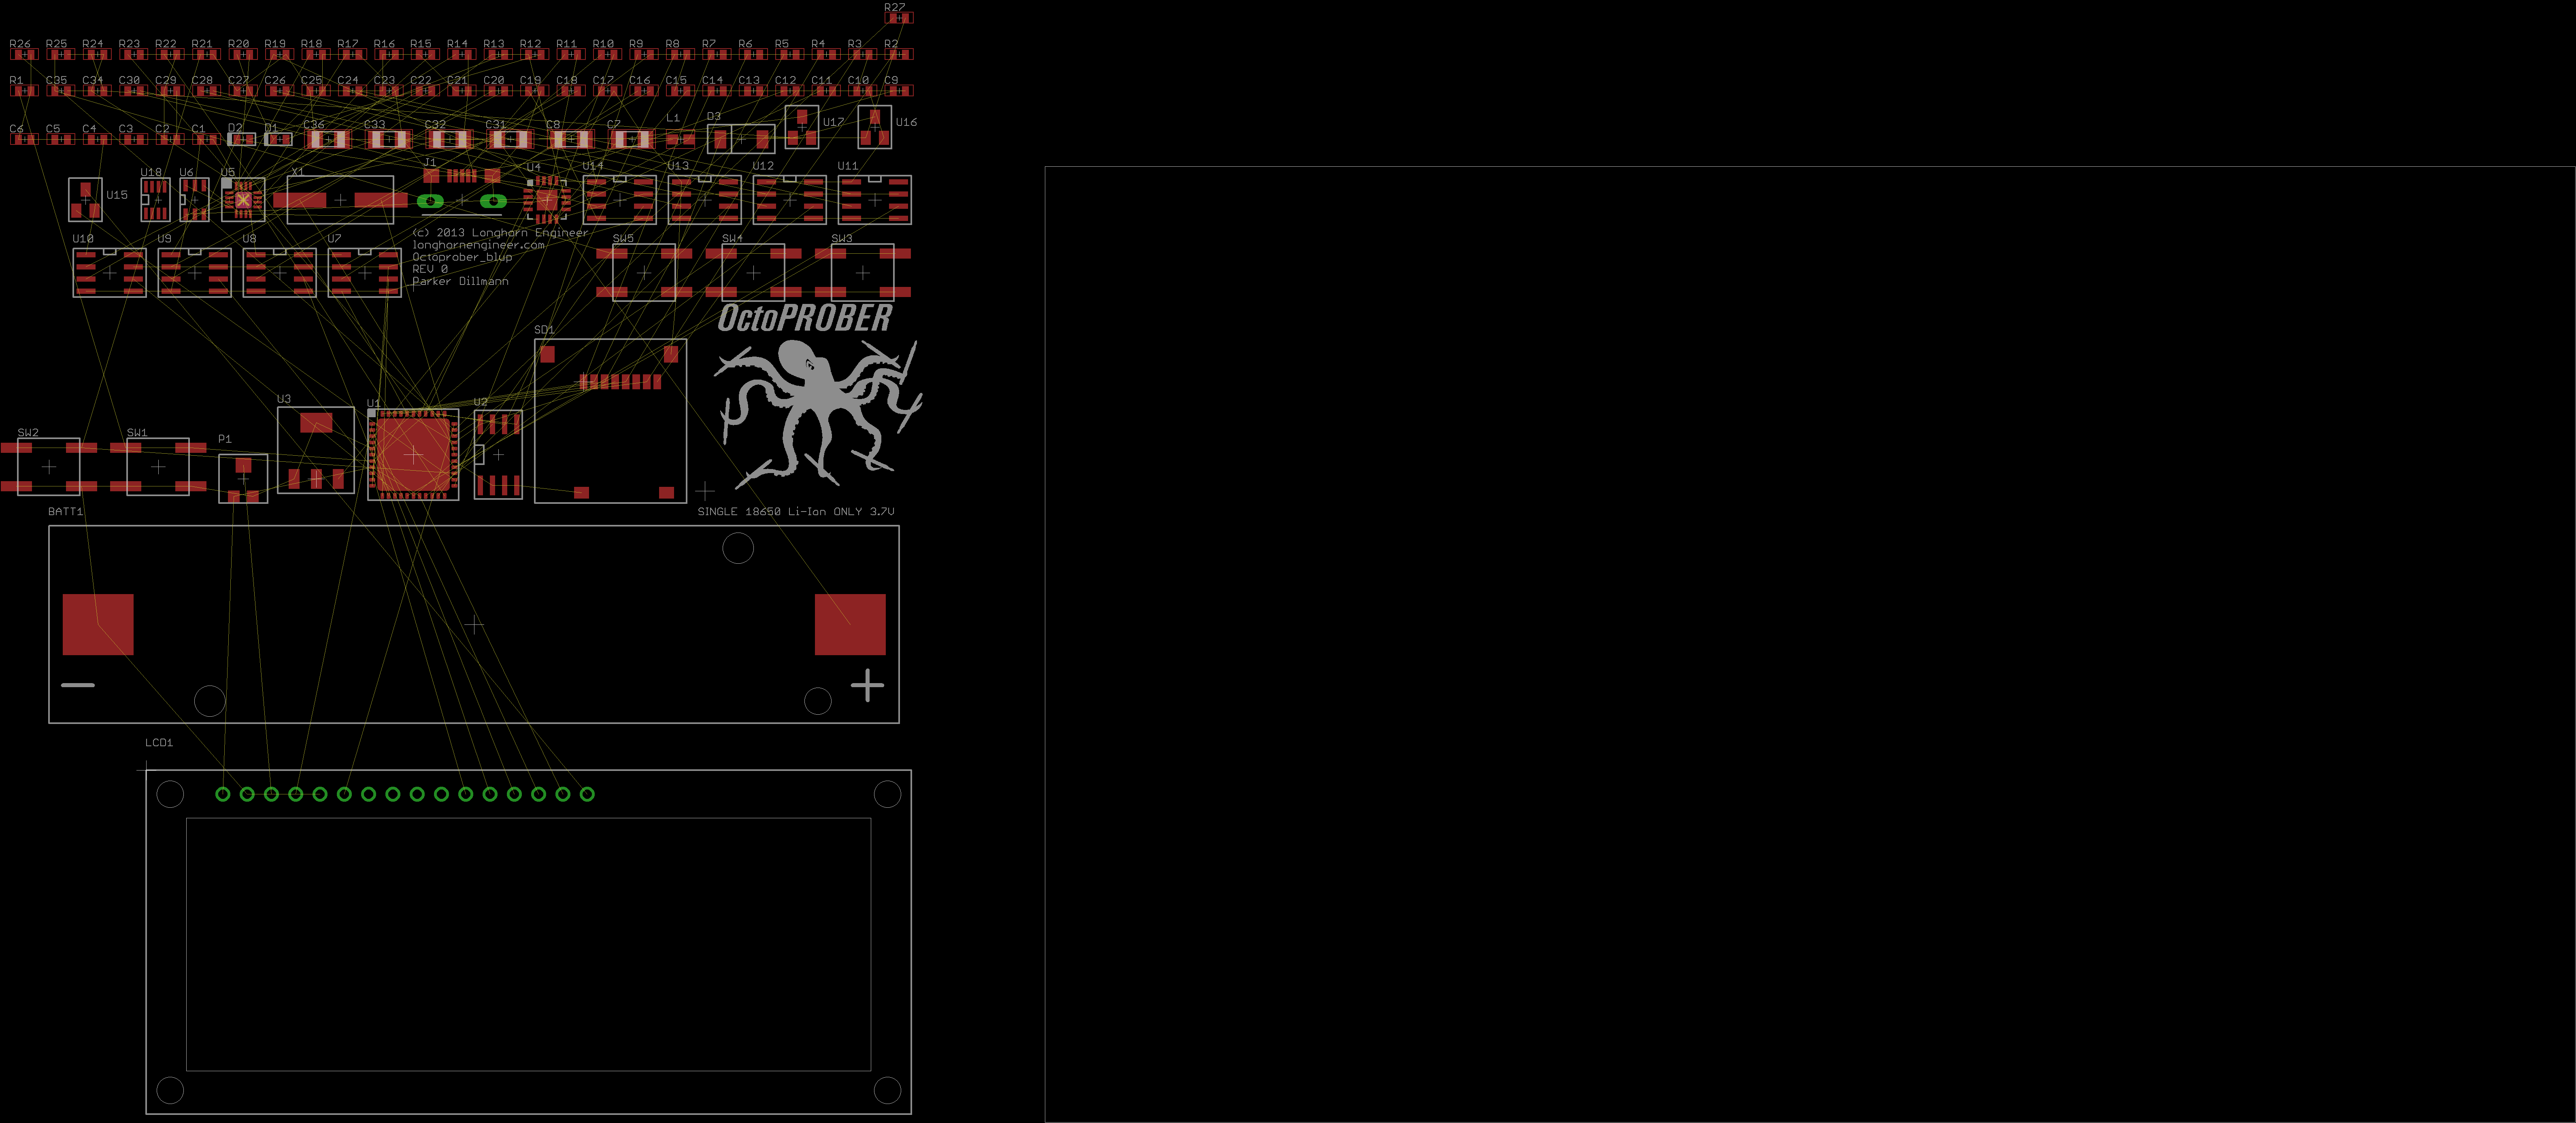 R27
R26 R25 R24 R23 R22 R21 R20 R19 R18 R17 R16 R15 R14 R13 R12 R11 R10 R9 R8 R7 R6 R5 R4 R3 R2
R1 C35 C34 C30 C29 C28 C27 C26 C25 C24 C23 C22 C21 C20 C19 C18 C17 C16 C15 C14 C13 C12 C11 C10 C9
C6 C5 C4 C3 C2 C1 D2 D1 C36 C33 C32 C31 C8 C7 L1 D3 U17 U16
U15 U18 U6 U5 X1 J1 U4 U14 U13 U12 U11
U10 U9 U8 U7 SW5 SW4 SW3
(c) 2013 Longhorn Engineer
longhornengineer.com
Octoprober_blup
REV 0
Parker Dillmann
OctoPROBER
SD1
SW2 SW1 P1 U3 U1 U2
BATT1 SINGLE 18650 Li-Ion ONLY 3.7V
LCD1